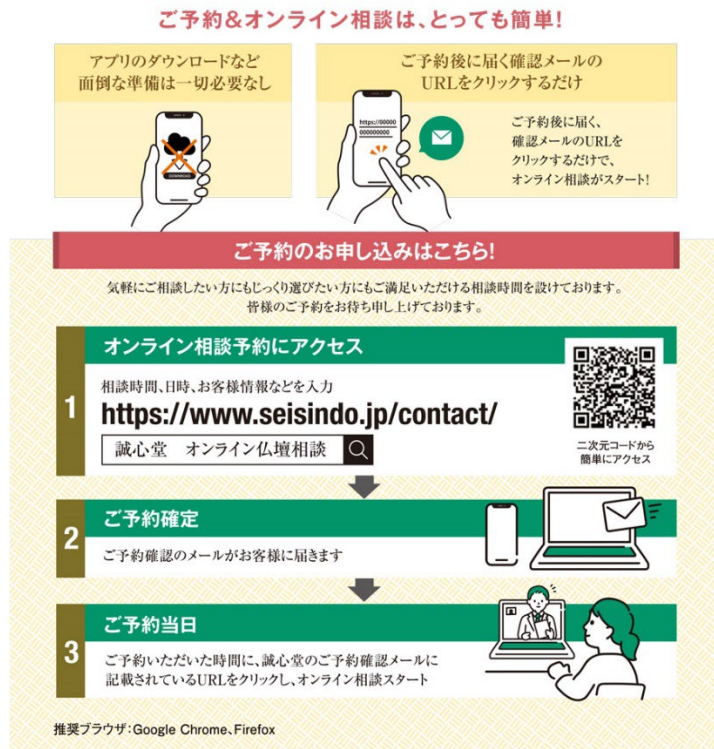 ご予約&オンライン相談は、とっても簡単!
アプリのダウンロードなど
面倒な準備は一切必要なし
DOWNLOAD
ご予約後に届く確認メールの
URLをクリックするだけ
https://00000
000000000
ご予約後に届く、
確認メールのURLを
クリックするだけで、
オンライン相談がスタート!
ご予約のお申し込みはこちら!
気軽にご相談したい方にもじっくり選びたい方にもご満足いただける相談時間を設けております。
皆様のご予約をお待ち申し上げております。
1
オンライン相談予約にアクセス
相談時間、日時、お客様情報などを入力
https://www.seisindo.jp/contact/
誠心堂 オンライン仏壇相談
二次元コードから
簡単にアクセス
2
ご予約確定
ご予約確認のメールがお客様に届きます
3
ご予約当日
ご予約いただいた時間に、誠心堂のご予約確認メールに
記載されているURLをクリックし、オンライン相談スタート
推奨ブラウザ:Google Chrome、Firefox